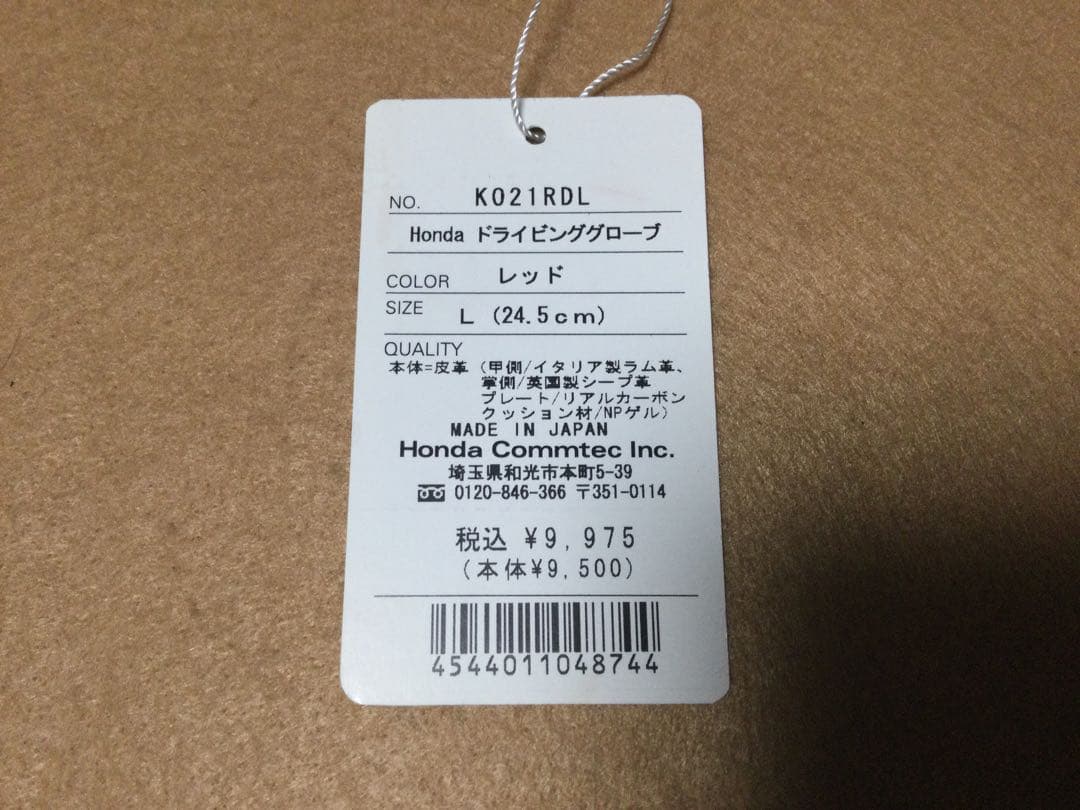 NO. K021RDL
Honda ドライビンググローブ
COLOR レッド
SIZE L (24.5cm)
QUALITY
本体=皮革 (甲側/イタリア製ラム革、
掌側/英国製シープ革
プレート/リアルカーボン
クッション材/NPゲル)
MADE IN JAPAN
Honda Commtec Inc.
埼玉県和光市本町5-39
0120-846-366 〒351-0114
税込 ¥9,975
(本体¥9,500)
4544011048744